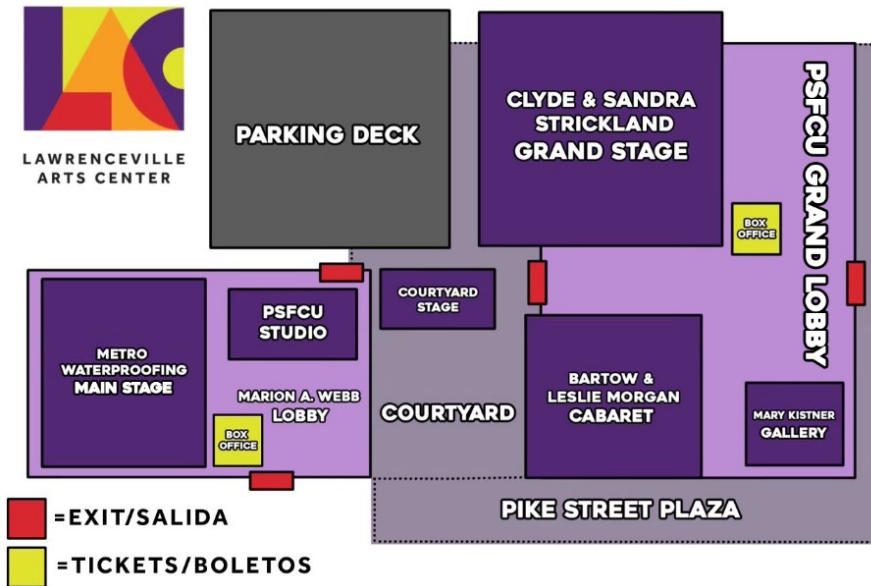 LAC
LAWRENCEVILLE
ARTS CENTER
PARKING DECK
CLYDE & SANDRA
STRICKLAND
GRAND STAGE
PSFCU GRAND LOBBY
BOX
OFFICE
COURTYARD
STAGE
PSFCU
STUDIO
METRO
WATERPROOFING
MAIN STAGE
MARION A. WEBB
LOBBY
BOX
OFFICE
COURTYARD
BARTOW &
LESLIE MORGAN
CABARET
MARY KISTNER
GALLERY
PIKE STREET PLAZA
=EXIT/SALIDA
=TICKETS/BOLETOS